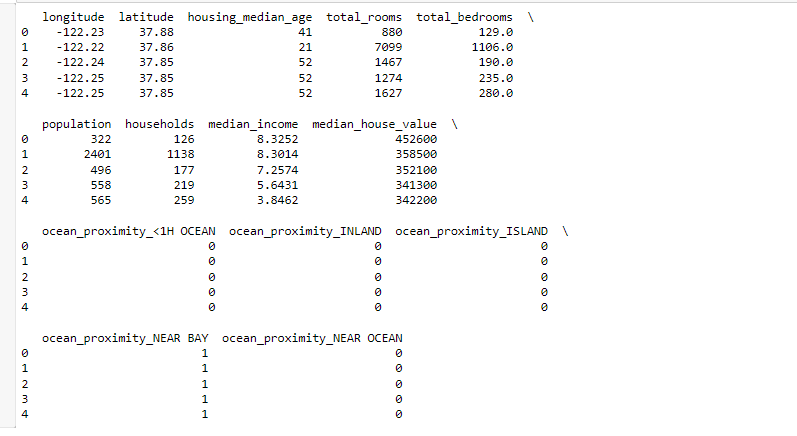 longitude latitude housing_median_age total_rooms total_bedrooms \
0 -122.23 37.88 41 880 129.0
1 -122.22 37.86 21 7099 1106.0
2 -122.24 37.85 52 1467 190.0
3 -122.25 37.85 52 1274 235.0
4 -122.25 37.85 52 1627 280.0
population households median_income median_house_value \
0 322 126 8.3252 452600
1 2401 1138 8.3014 358500
2 496 177 7.2574 352100
3 558 219 5.6431 341300
4 565 259 3.8462 342200
ocean_proximity_<1H OCEAN ocean_proximity_INLAND ocean_proximity_ISLAND \
0 0 0 0
1 0 0 0
2 0 0 0
3 0 0 0
4 0 0 0
ocean_proximity_NEAR BAY ocean_proximity_NEAR OCEAN
0 1 0
1 1 0
2 1 0
3 1 0
4 1 0